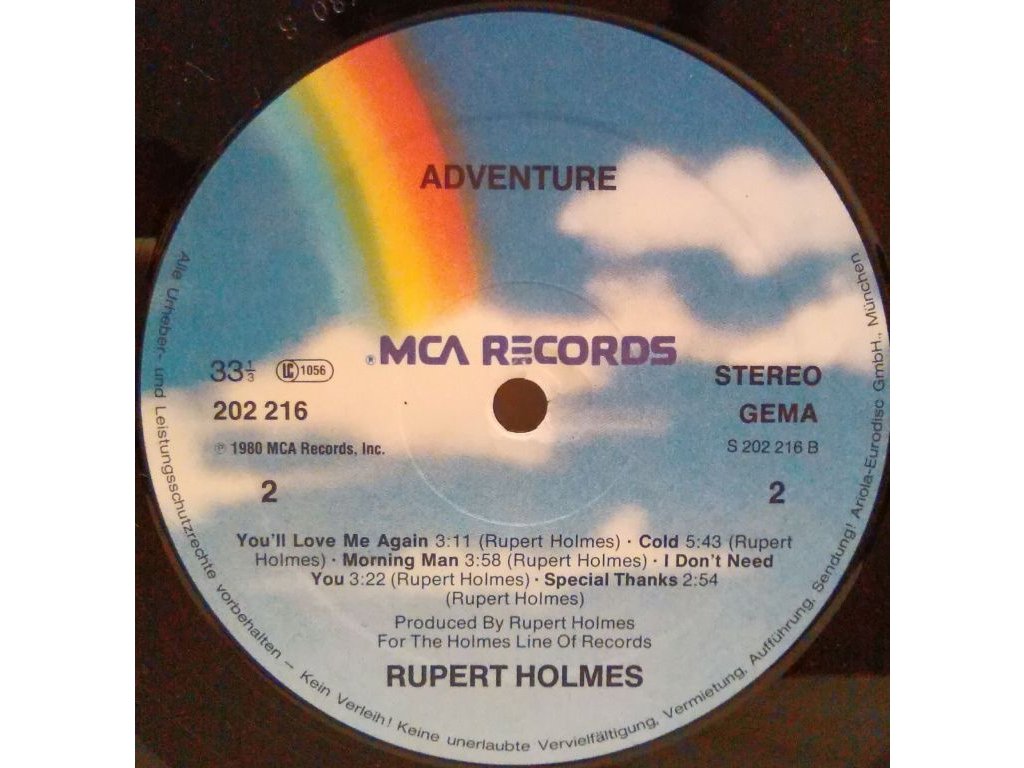 ADVENTURE
® MCA RECORDS
33⅓ LC 1056
202 216
STEREO
GEMA
℗ 1980 MCA Records, Inc.
S 202 216 B
2
2
You'll Love Me Again 3:11 (Rupert Holmes) · Cold 5:43 (Rupert
Holmes) · Morning Man 3:58 (Rupert Holmes) · I Don't Need
You 3:22 (Rupert Holmes) · Special Thanks 2:54
(Rupert Holmes)
Produced By Rupert Holmes
For The Holmes Line Of Records
RUPERT HOLMES
Alle Urheber- und Leistungsschutzrechte vorbehalten – Kein Verleih! Keine unerlaubte Vervielfältigung, Vermietung, Aufführung, Sendung! Ariola-Eurodisc GmbH., München